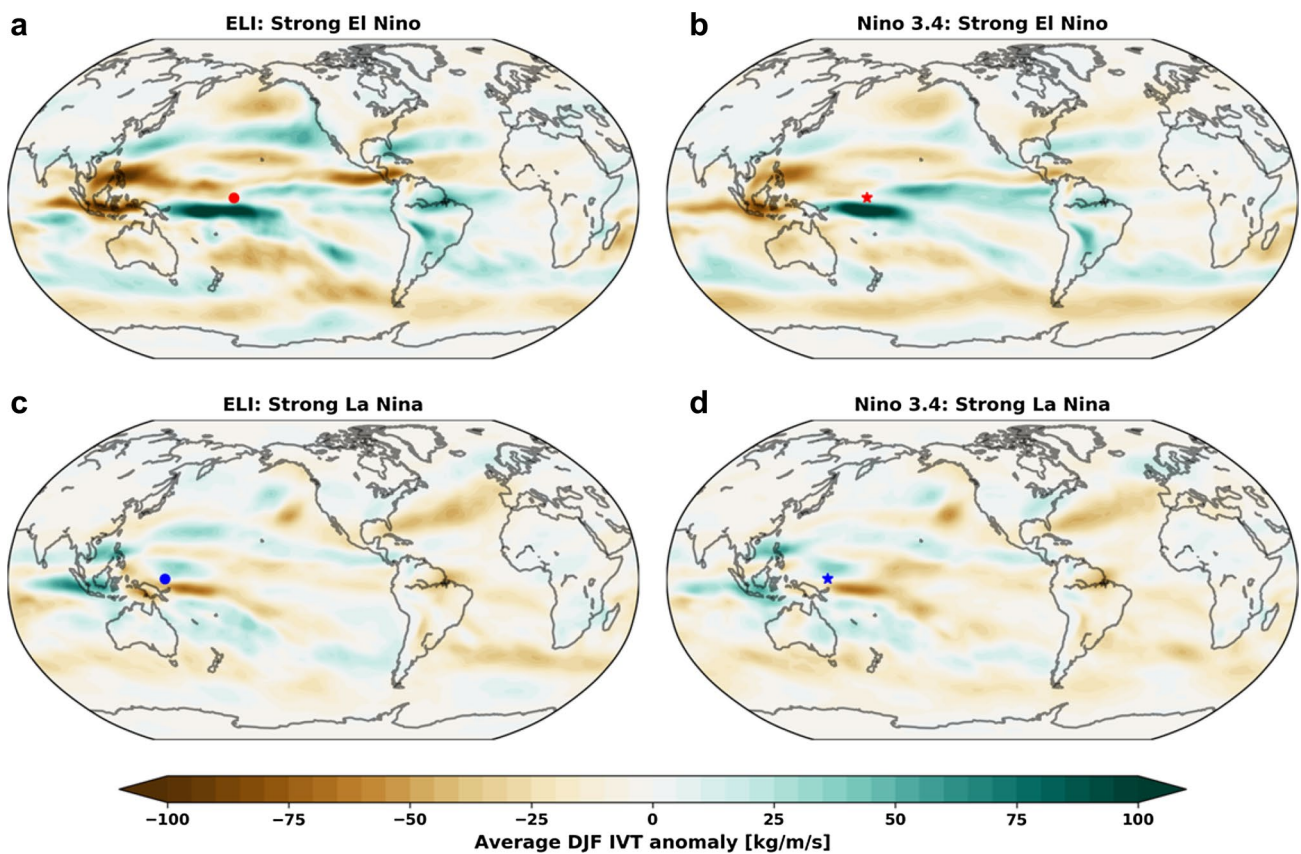 a
ELI: Strong El Nino
b
Nino 3.4: Strong El Nino
c
ELI: Strong La Nina
d
Nino 3.4: Strong La Nina
−100 −75 −50 −25 0 25 50 75 100
Average DJF IVT anomaly [kg/m/s]